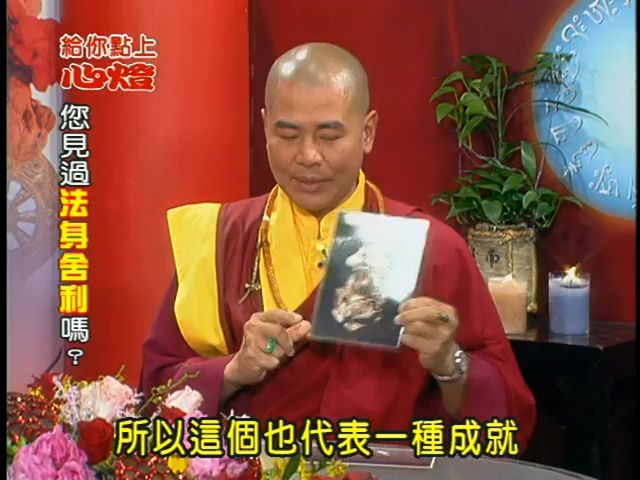 給你點上
心燈
您見過法身舍利嗎?
所以這個也代表一種成就